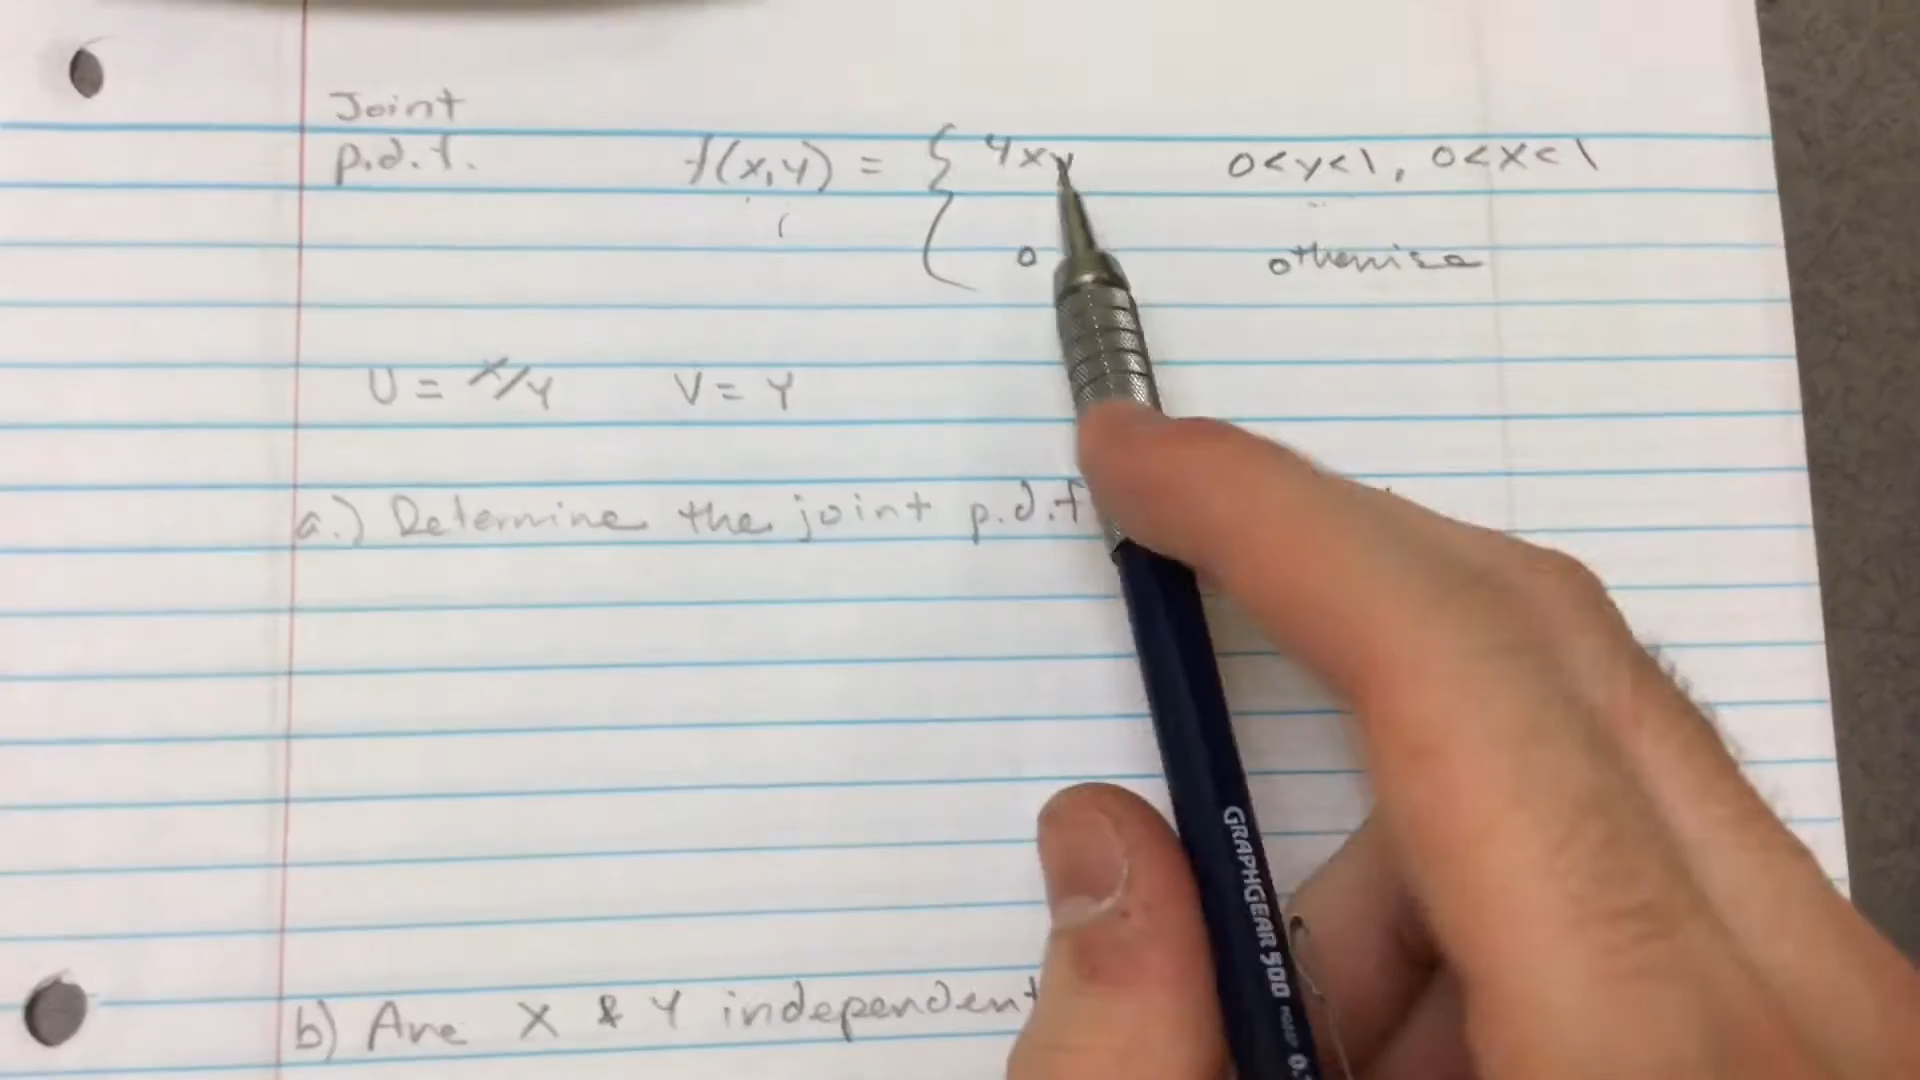 Joint
p.d.f. f(x,y) = { 4xy 0<y<1, 0<x<1
0 otherwise
U = X/Y V = Y
a.) Determine the joint p.d.f
b) Are X & Y independent
GRAPHGEAR 500